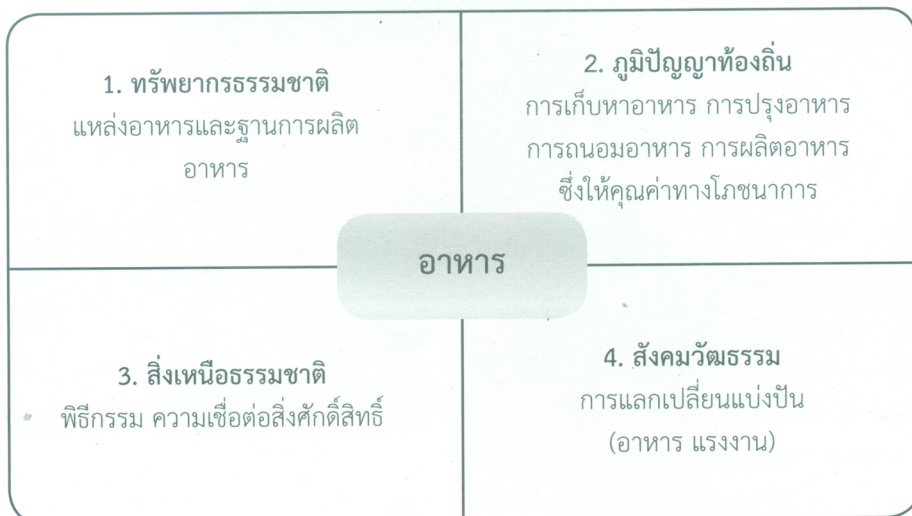 1. ทรัพยากรธรรมชาติ
แหล่งอาหารและฐานการผลิต
อาหาร
2. ภูมิปัญญาท้องถิ่น
การเก็บหาอาหาร การปรุงอาหาร
การถนอมอาหาร การผลิตอาหาร
ซึ่งให้คุณค่าทางโภชนาการ
อาหาร
3. สิ่งเหนือธรรมชาติ
พิธีกรรม ความเชื่อต่อสิ่งศักดิ์สิทธิ์
4. สังคมวัฒธรรม
การแลกเปลี่ยนแบ่งปัน
(อาหาร แรงงาน)